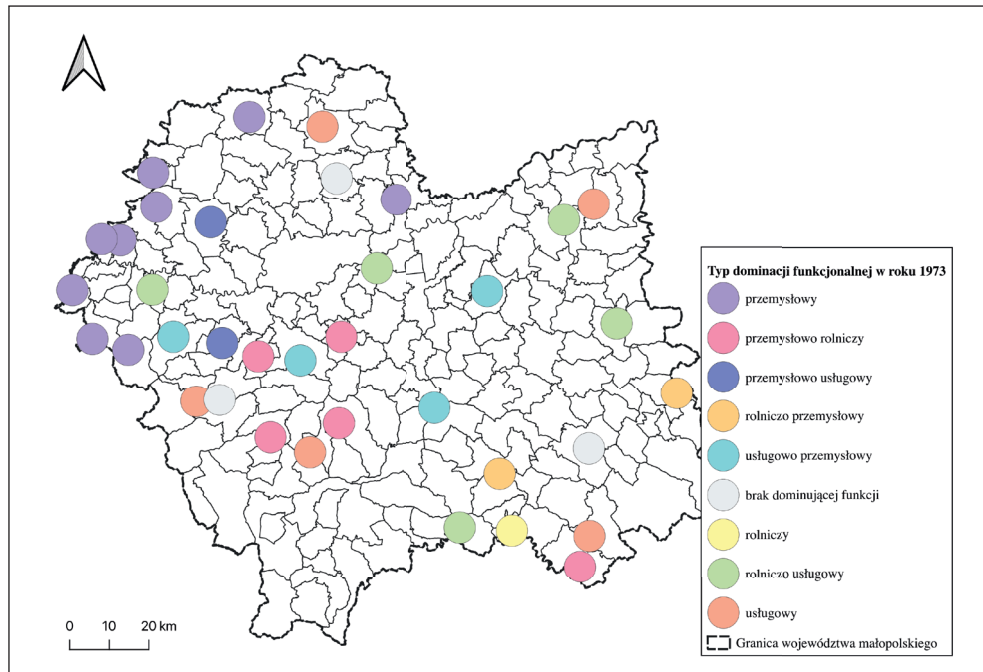 Typ dominacji funkcjonalnej w roku 1973
przemysłowy
przemysłowo rolniczy
przemysłowo usługowy
rolniczo przemysłowy
usługowo przemysłowy
brak dominującej funkcji
rolniczy
rolniczo usługowy
usługowy
Granica województwa małopolskiego
0 10 20 km